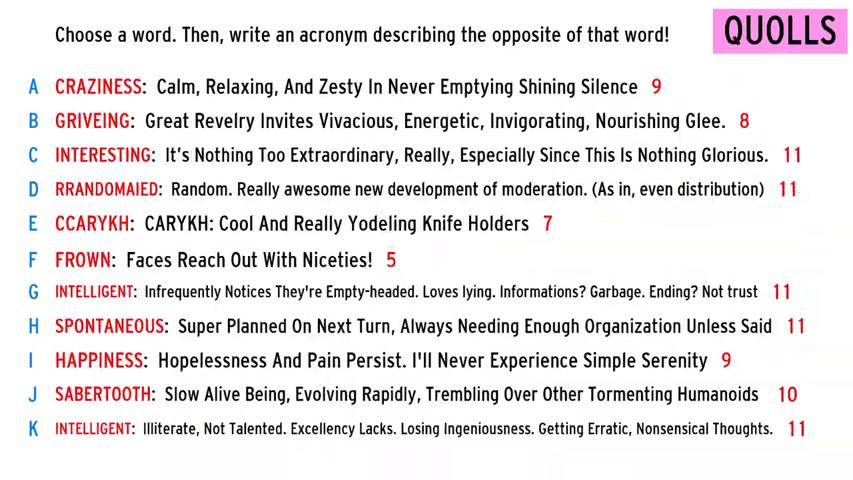 Choose a word. Then, write an acronym describing the opposite of that word!
QUOLLS
A CRAZINESS: Calm, Relaxing, And Zesty In Never Emptying Shining Silence 9
B GRIVEING: Great Revelry Invites Vivacious, Energetic, Invigorating, Nourishing Glee. 8
C INTERESTING: It's Nothing Too Extraordinary, Really, Especially Since This Is Nothing Glorious. 11
D RRANDOMAIED: Random. Really awesome new development of moderation. (As in, even distribution) 11
E CCARYKH: CARYKH: Cool And Really Yodeling Knife Holders 7
F FROWN: Faces Reach Out With Niceties! 5
G INTELLIGENT: Infrequently Notices They're Empty-headed. Loves lying. Informations? Garbage. Ending? Not trust 11
H SPONTANEOUS: Super Planned On Next Turn, Always Needing Enough Organization Unless Said 11
I HAPPINESS: Hopelessness And Pain Persist. I'll Never Experience Simple Serenity 9
J SABERTOOTH: Slow Alive Being, Evolving Rapidly, Trembling Over Other Tormenting Humanoids 10
K INTELLIGENT: Illiterate, Not Talented. Excellency Lacks. Losing Ingeniousness. Getting Erratic, Nonsensical Thoughts. 11